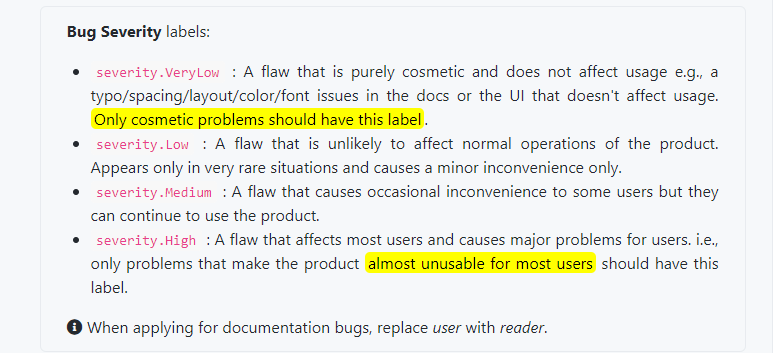 Bug Severity labels:
severity.VeryLow : A flaw that is purely cosmetic and does not affect usage e.g., a
typo/spacing/layout/color/font issues in the docs or the UI that doesn't affect usage.
Only cosmetic problems should have this label.
severity.Low : A flaw that is unlikely to affect normal operations of the product.
Appears only in very rare situations and causes a minor inconvenience only.
severity.Medium : A flaw that causes occasional inconvenience to some users but they
can continue to use the product.
severity.High : A flaw that affects most users and causes major problems for users. i.e.,
only problems that make the product almost unusable for most users should have this
label.
When applying for documentation bugs, replace user with reader.